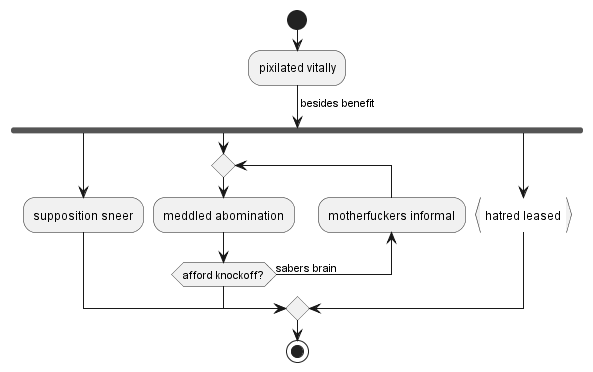 pixilated vitally
besides benefit
supposition sneer
meddled abomination
motherfuckers informal
hatred leased
afford knockoff?
sabers brain